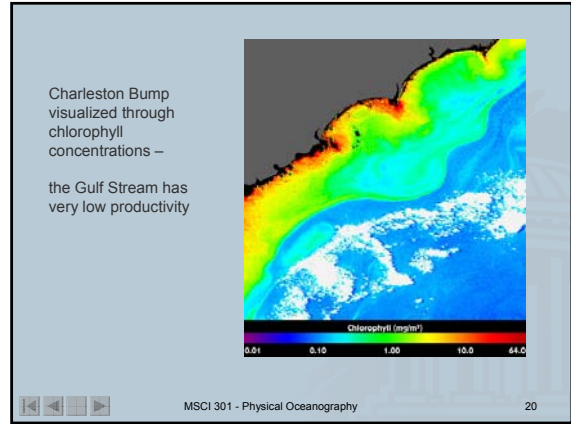 Charleston Bump
visualized through
chlorophyll
concentrations –
the Gulf Stream has
very low productivity
Chlorophyll (mg/m³)
0.01 0.10 1.00 10.0 64.0
MSCI 301 - Physical Oceanography 20